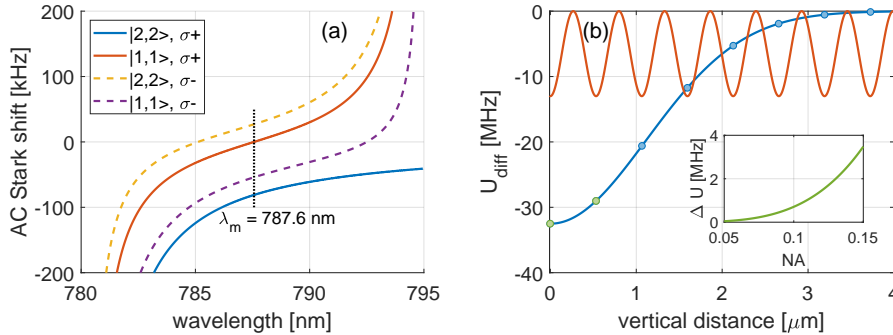 (a)
|2,2>, σ+
|1,1>, σ+
|2,2>, σ-
|1,1>, σ-
λm = 787.6 nm
AC Stark shift [kHz]
200
100
0
-100
-200
780
785
790
795
wavelength [nm]
(b)
Udiff [MHz]
0
-10
-20
-30
-40
0
1
2
3
4
vertical distance [μm]
Δ U [MHz]
4
2
0
0.05
0.1
0.15
NA